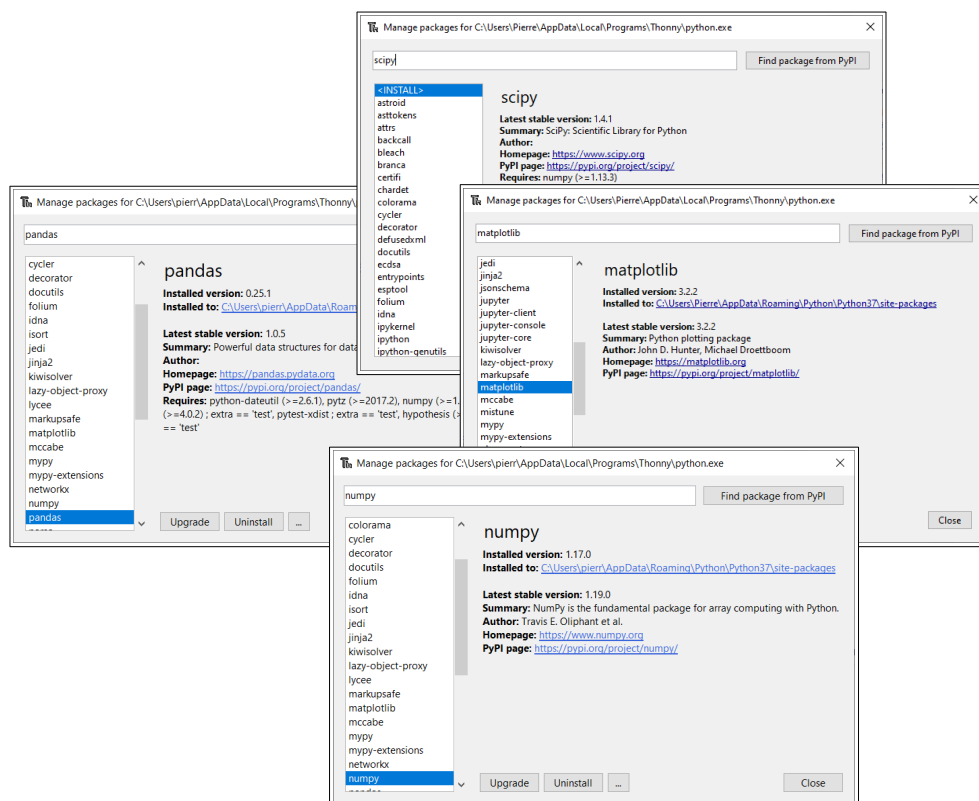 Manage packages for C:\Users\Pierre\AppData\Local\Programs\Thonny\python.exe
scipy
Find package from PyPI
<INSTALL>
astroid
asttokens
attrs
backcall
bleach
branca
certifi
chardet
colorama
cycler
decorator
defusedxml
docutils
ecdsa
entrypoints
esptool
folium
idna
ipykernel
ipython
ipython-genutils
scipy
Latest stable version: 1.4.1
Summary: SciPy: Scientific Library for Python
Author:
Homepage: https://www.scipy.org
PyPI page: https://pypi.org/project/scipy/
Requires: numpy (>=1.13.3)
Manage packages for C:\Users\pierr\AppData\Local\Programs\Thonny\
pandas
cycler
decorator
docutils
folium
idna
isort
jedi
jinja2
kiwisolver
lazy-object-proxy
lycee
markupsafe
matplotlib
mccabe
mypy
mypy-extensions
networkx
numpy
pandas
pandas
Installed version: 0.25.1
Installed to: C:\Users\pierr\AppData\Roam
Latest stable version: 1.0.5
Summary: Powerful data structures for data
Author:
Homepage: https://pandas.pydata.org
PyPI page: https://pypi.org/project/pandas/
Requires: python-dateutil (>=2.6.1), pytz (>=2017.2), numpy (>=1.
(>=4.0.2) ; extra == 'test', pytest-xdist ; extra == 'test', hypothesis (>
== 'test'
Upgrade
Uninstall
...
Manage packages for C:\Users\Pierre\AppData\Local\Programs\Thonny\python.exe
matplotlib
Find package from PyPI
jedi
jinja2
jsonschema
jupyter
jupyter-client
jupyter-console
jupyter-core
kiwisolver
lazy-object-proxy
markupsafe
matplotlib
mccabe
mistune
mypy
mypy-extensions
matplotlib
Installed version: 3.2.2
Installed to: C:\Users\Pierre\AppData\Roaming\Python\Python37\site-packages
Latest stable version: 3.2.2
Summary: Python plotting package
Author: John D. Hunter, Michael Droettboom
Homepage: https://matplotlib.org
PyPI page: https://pypi.org/project/matplotlib/
Close
Manage packages for C:\Users\pierr\AppData\Local\Programs\Thonny\python.exe
numpy
Find package from PyPI
colorama
cycler
decorator
docutils
folium
idna
isort
jedi
jinja2
kiwisolver
lazy-object-proxy
lycee
markupsafe
matplotlib
mccabe
mypy
mypy-extensions
networkx
numpy
numpy
Installed version: 1.17.0
Installed to: C:\Users\pierr\AppData\Roaming\Python\Python37\site-packages
Latest stable version: 1.19.0
Summary: NumPy is the fundamental package for array computing with Python.
Author: Travis E. Oliphant et al.
Homepage: https://www.numpy.org
PyPI page: https://pypi.org/project/numpy/
Upgrade
Uninstall
...
Close